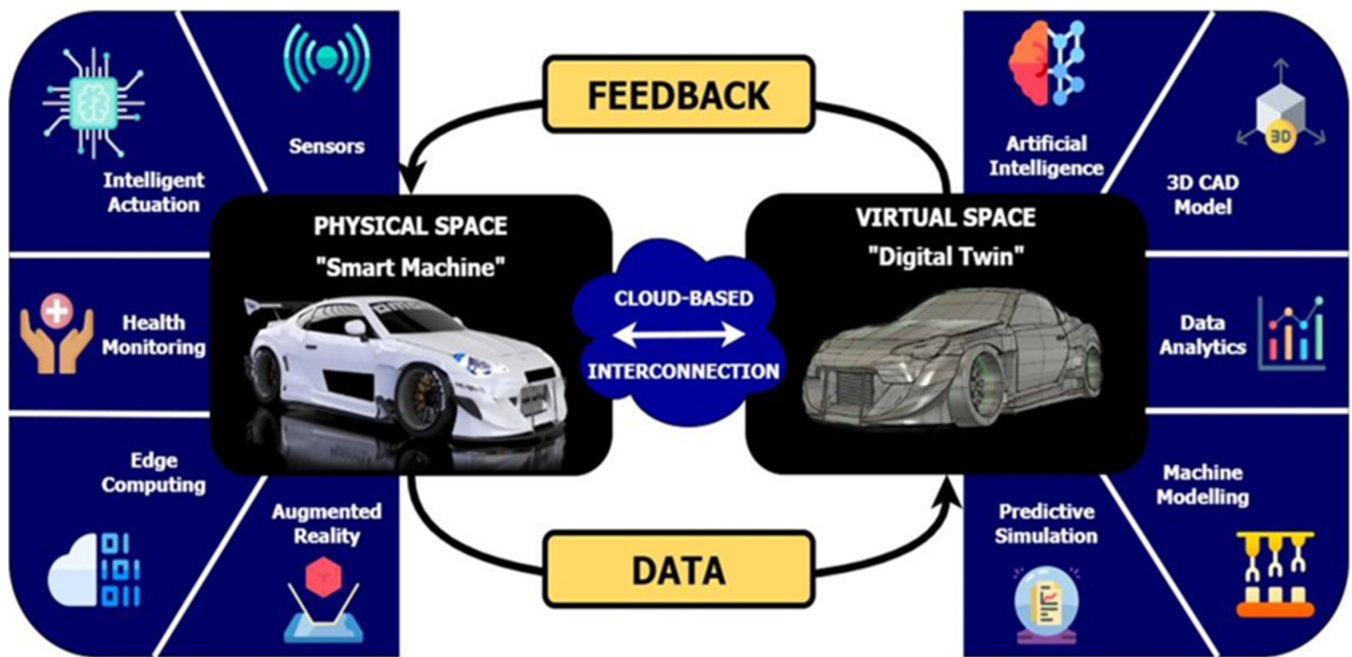 Sensors
Intelligent
Actuation
Health
Monitoring
Edge
Computing
Augmented
Reality
FEEDBACK
PHYSICAL SPACE
"Smart Machine"
CLOUD-BASED
INTERCONNECTION
VIRTUAL SPACE
"Digital Twin"
DATA
Artificial
Intelligence
3D
3D CAD
Model
Data
Analytics
Machine
Modelling
Predictive
Simulation